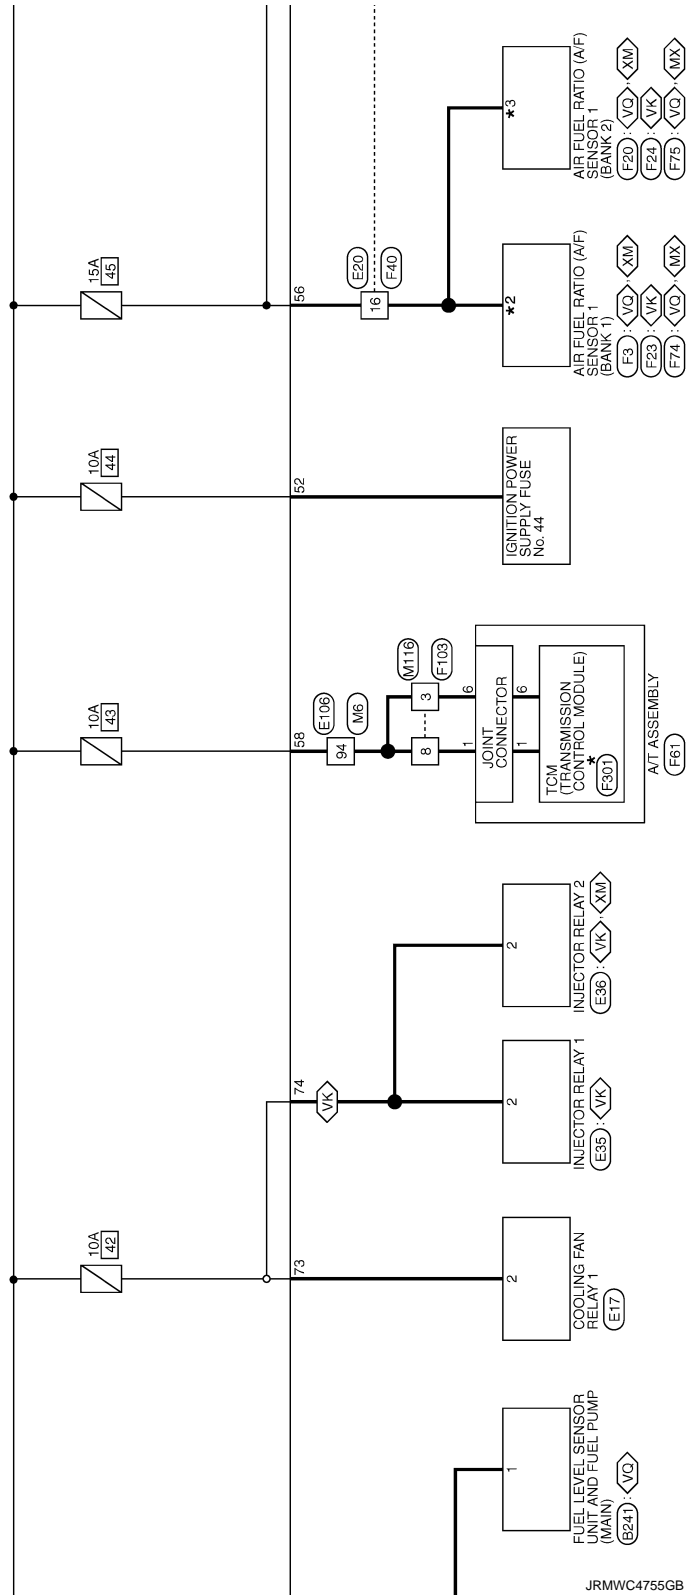 15A
45
10A
44
10A
43
10A
42
56
52
58
74
73
E20
F40
16
E106
M6
94
M116
F103
3
8
VK
*3
AIR FUEL RATIO (A/F)
SENSOR 1
(BANK 2)
F20 : VQ , XM
F24 : VK
F75 : VQ , MX
*2
AIR FUEL RATIO (A/F)
SENSOR 1
(BANK 1)
F3 : VQ , XM
F23 : VK
F74 : VQ , MX
IGNITION POWER
SUPPLY FUSE
No. 44
1
6
JOINT
CONNECTOR
1
6
TCM
(TRANSMISSION
CONTROL MODULE)
*
F301
A/T ASSEMBLY
F61
2
INJECTOR RELAY 2
E36 : VK , XM
2
INJECTOR RELAY 1
E35 : VK
2
COOLING FAN
RELAY 1
E17
1
FUEL LEVEL SENSOR
UNIT AND FUEL PUMP
(MAIN)
B241 : VQ
JRMWC4755GB